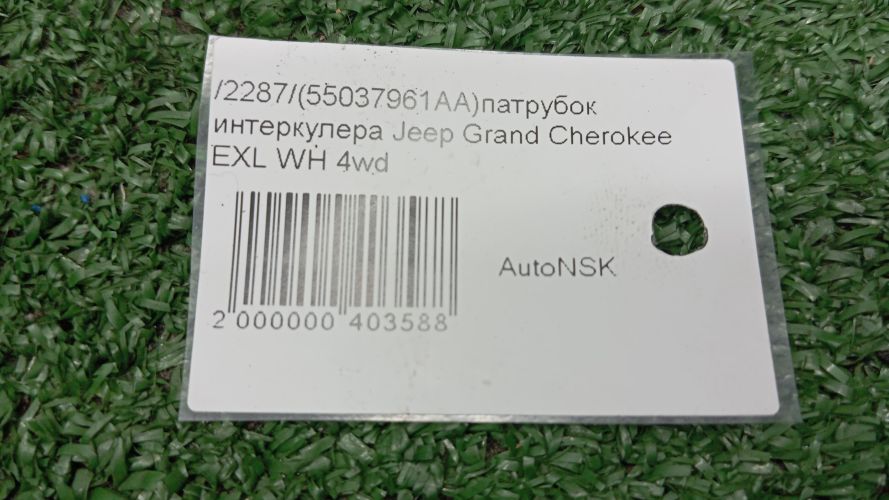 /2287/(55037961AA)патрубок
интеркулера Jeep Grand Cherokee
EXL WH 4wd
AutoNSK
2 000000 403588